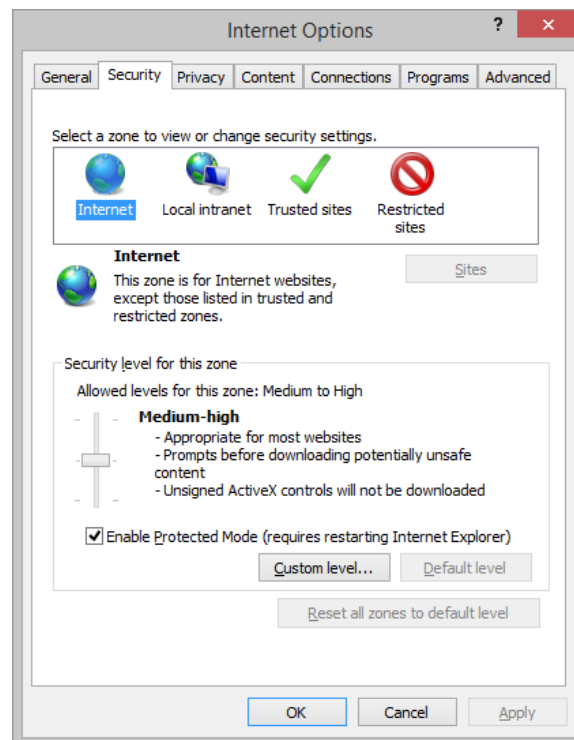 Internet Options
?
General Security Privacy Content Connections Programs Advanced
Select a zone to view or change security settings.
Internet Local intranet Trusted sites Restricted
sites
Internet
Sites
This zone is for Internet websites,
except those listed in trusted and
restricted zones.
Security level for this zone
Allowed levels for this zone: Medium to High
Medium-high
- Appropriate for most websites
- Prompts before downloading potentially unsafe
content
- Unsigned ActiveX controls will not be downloaded
Enable Protected Mode (requires restarting Internet Explorer)
Custom level... Default level
Reset all zones to default level
OK Cancel Apply